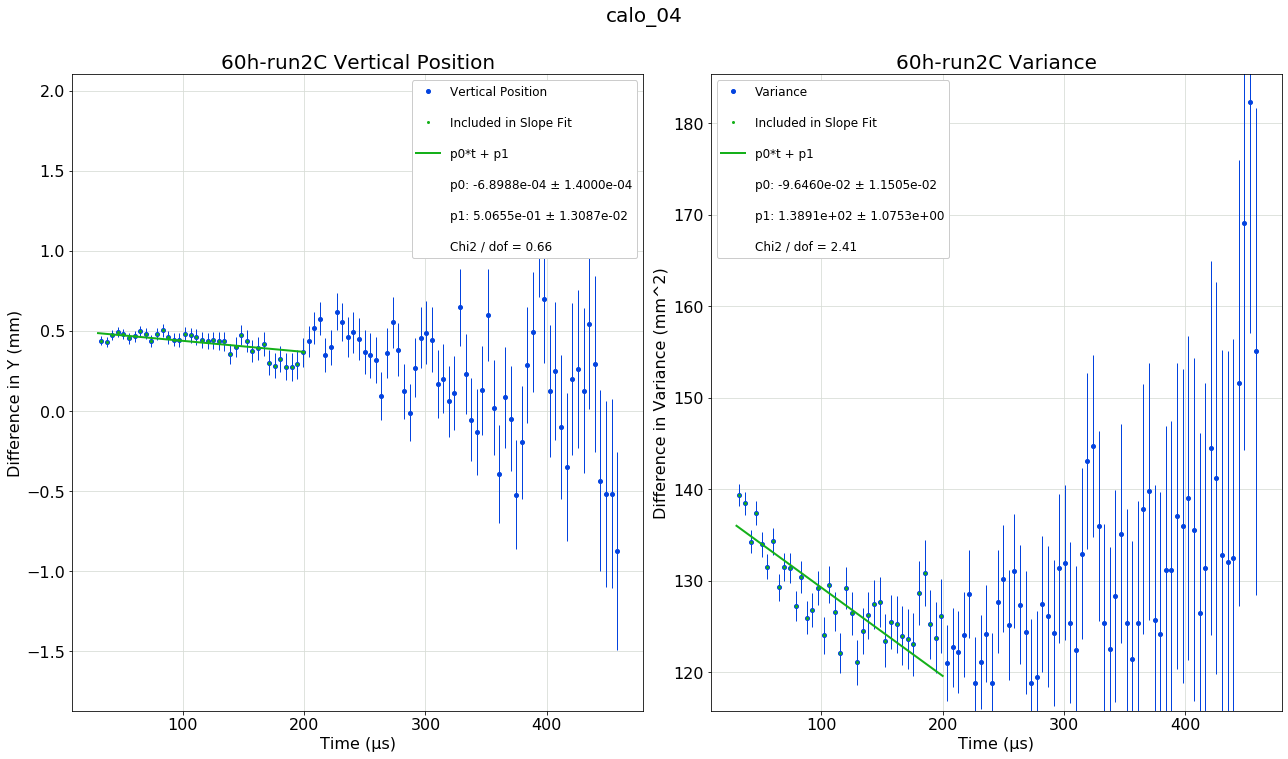 calo_04
60h-run2C Vertical Position
2.0
1.5
1.0
0.5
0.0
−0.5
−1.0
−1.5
Difference in Y (mm)
100
200
300
400
Time (µs)
Vertical Position
Included in Slope Fit
p0*t + p1
p0: -6.8988e-04 ± 1.4000e-04
p1: 5.0655e-01 ± 1.3087e-02
Chi2 / dof = 0.66
60h-run2C Variance
180
170
160
150
140
130
120
Difference in Variance (mm^2)
100
200
300
400
Time (µs)
Variance
Included in Slope Fit
p0*t + p1
p0: -9.6460e-02 ± 1.1505e-02
p1: 1.3891e+02 ± 1.0753e+00
Chi2 / dof = 2.41